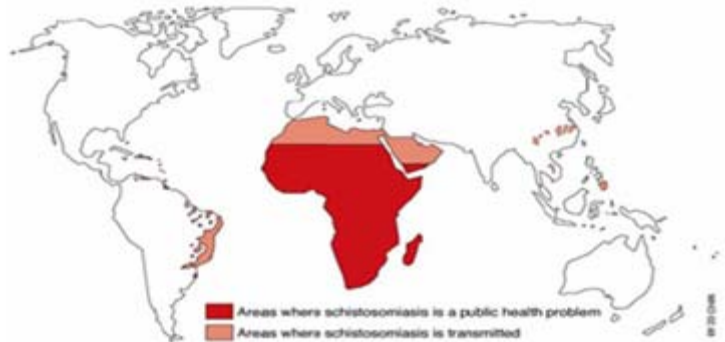 Areas where schistosomiasis is a public health problem
Areas where schistosomiasis is transmitted